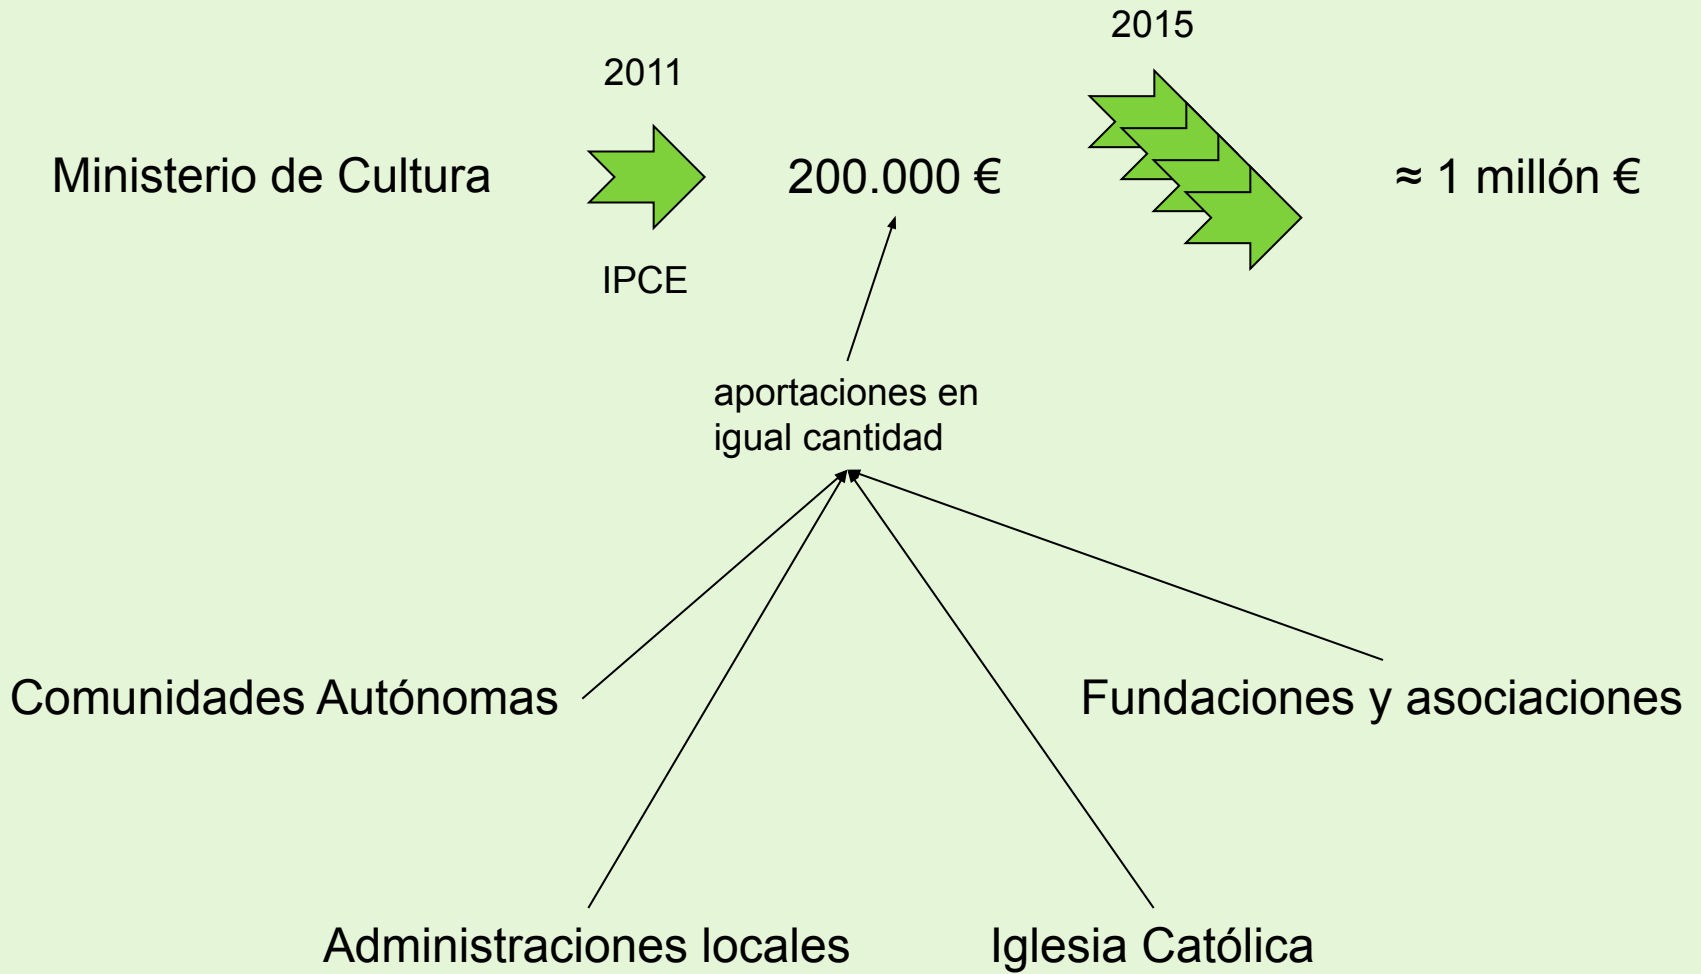 2015
2011
Ministerio de Cultura
200.000 €
≈ 1 millón €
IPCE
aportaciones en
igual cantidad
Comunidades Autónomas
Fundaciones y asociaciones
Administraciones locales
Iglesia Católica